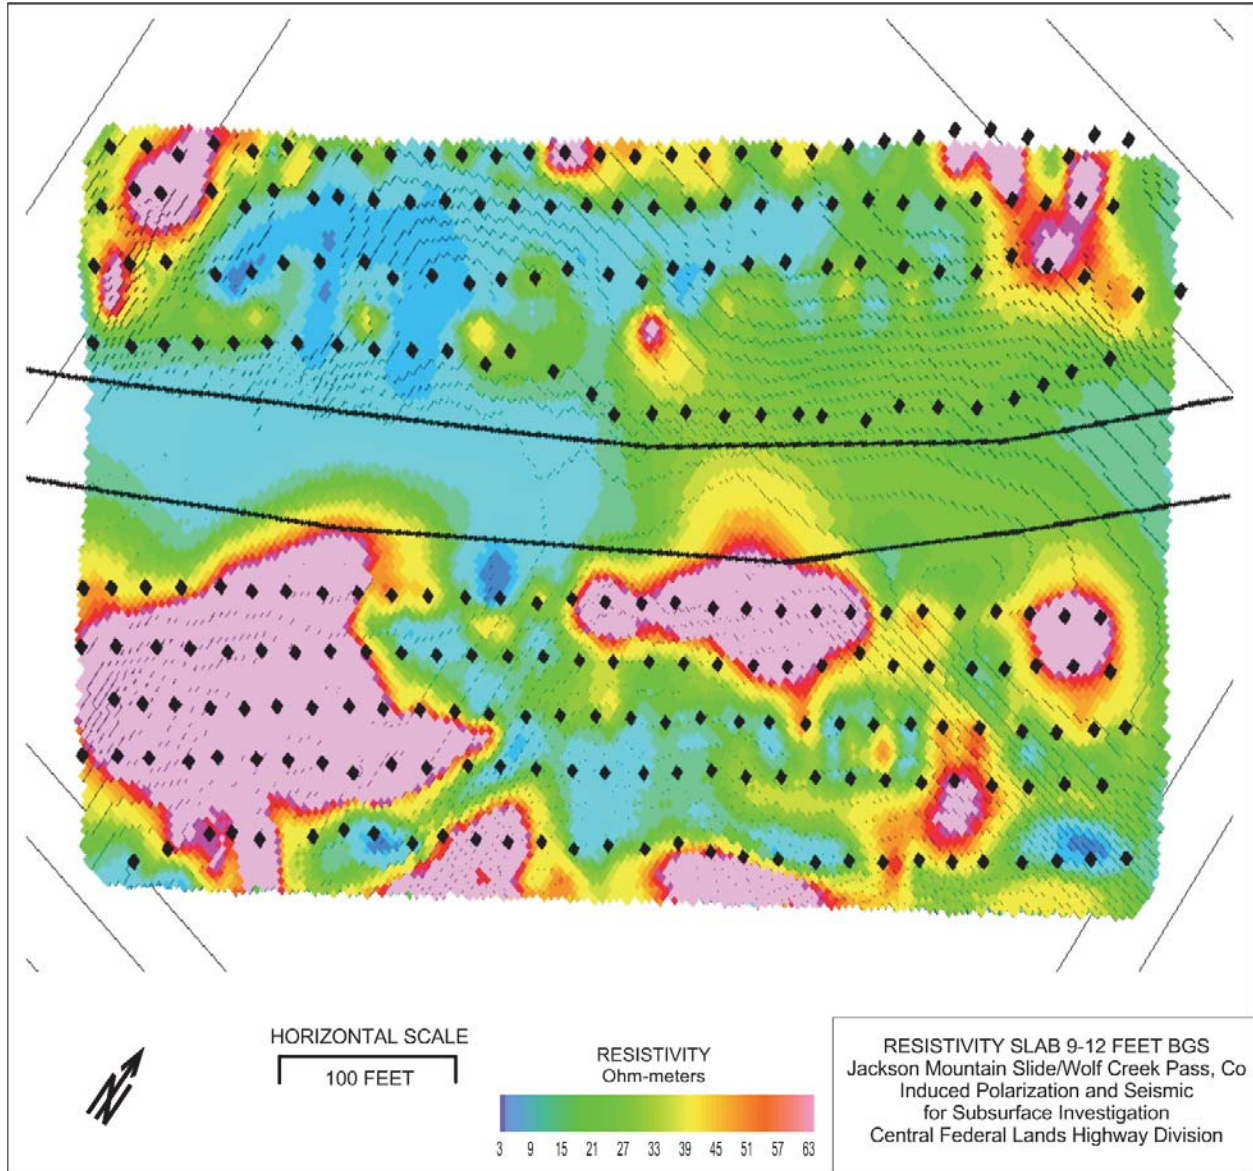 HORIZONTAL SCALE
100 FEET
RESISTIVITY
Ohm-meters
3 9 15 21 27 33 39 45 51 57 63
RESISTIVITY SLAB 9-12 FEET BGS
Jackson Mountain Slide/Wolf Creek Pass, Co
Induced Polarization and Seismic
for Subsurface Investigation
Central Federal Lands Highway Division
N